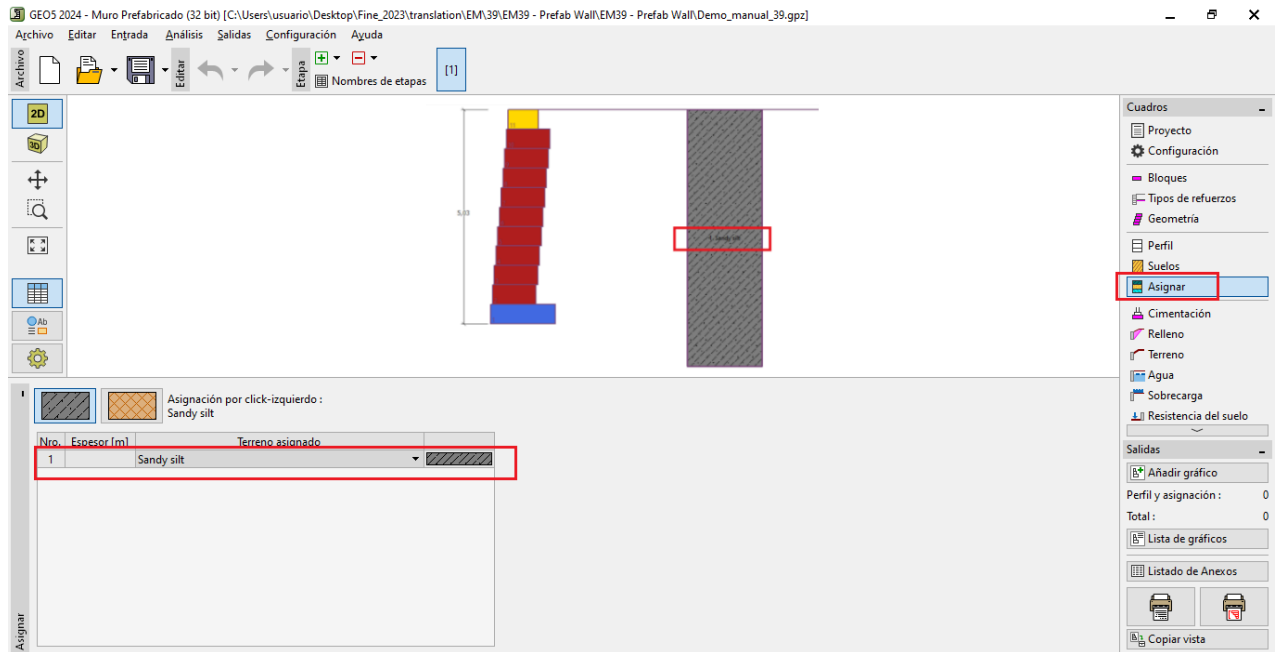 GEO5 2024 - Muro Prefabricado (32 bit) [C:\Users\usuario\Desktop\Fine_2023\translation\EM\39\EM39 - Prefab Wall\EM39 - Prefab Wall\Demo_manual_39.gpz]
Archivo Editar Entrada Análisis Salidas Configuración Ayuda
Archivo
Editar
Etapa
Nombres de etapas
[1]
2D
3D
Ab
5,03
1. Sandy silt
Cuadros
Proyecto
Configuración
Bloques
Tipos de refuerzos
Geometría
Perfil
Suelos
Asignar
Cimentación
Relleno
Terreno
Agua
Sobrecarga
Resistencia del suelo
Asignación por click-izquierdo :
Sandy silt
Nro. Espesor [m] Terreno asignado
1 Sandy silt
Asignar
Salidas
Añadir gráfico
Perfil y asignación : 0
Total : 0
Lista de gráficos
Listado de Anexos
Copiar vista